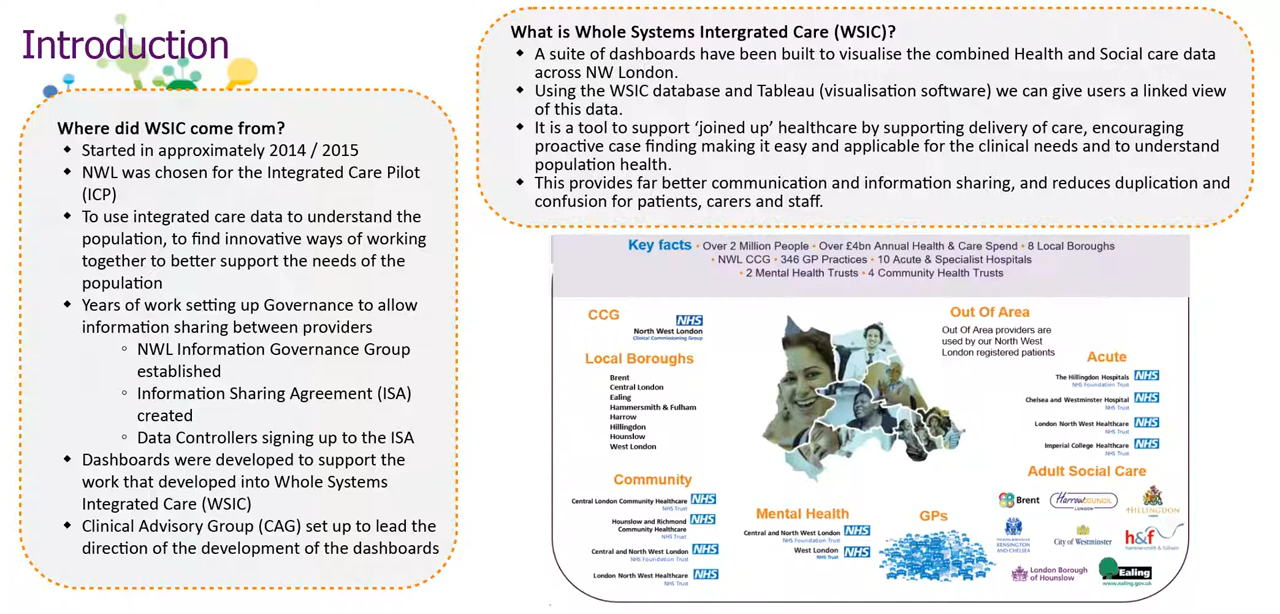 Introduction
Where did WSIC come from?
Started in approximately 2014 / 2015
NWL was chosen for the Integrated Care Pilot
(ICP)
To use integrated care data to understand the
population, to find innovative ways of working
together to better support the needs of the
population
Years of work setting up Governance to allow
information sharing between providers
NWL Information Governance Group
established
Information Sharing Agreement (ISA)
created
Data Controllers signing up to the ISA
Dashboards were developed to support the
work that developed into Whole Systems
Integrated Care (WSIC)
Clinical Advisory Group (CAG) set up to lead the
direction of the development of the dashboards
What is Whole Systems Intergrated Care (WSIC)?
A suite of dashboards have been built to visualise the combined Health and Social care data
across NW London.
Using the WSIC database and Tableau (visualisation software) we can give users a linked view
of this data.
It is a tool to support ‘joined up’ healthcare by supporting delivery of care, encouraging
proactive case finding making it easy and applicable for the clinical needs and to understand
population health.
This provides far better communication and information sharing, and reduces duplication and
confusion for patients, carers and staff.
Key facts • Over 2 Million People • Over £4bn Annual Health & Care Spend • 8 Local Boroughs
• NWL CCG • 346 GP Practices • 10 Acute & Specialist Hospitals
• 2 Mental Health Trusts • 4 Community Health Trusts
CCG
NHS
North West London
Clinical Commissioning Group
Local Boroughs
Brent
Central London
Ealing
Hammersmith & Fulham
Harrow
Hillingdon
Hounslow
West London
Community
Central London Community Healthcare NHS
NHS Trust
Hounslow and Richmond NHS
Community Healthcare
NHS Trust
Central and North West London NHS
NHS Foundation Trust
London North West Healthcare NHS
NHS Trust
Mental Health
Central and North West London NHS
NHS Foundation Trust
West London NHS
NHS Trust
GPs
Out Of Area
Out Of Area providers are
used by our North West
London registered patients
Acute
The Hillingdon Hospitals NHS
NHS Foundation Trust
Chelsea and Westminster Hospital NHS
NHS Trust
London North West Healthcare NHS
NHS Trust
Imperial College Healthcare NHS
NHS Trust
Adult Social Care
Brent
Harrow COUNCIL
LONDON
HILLINGDON
LONDON
KENSINGTON
AND CHELSEA
City of Westminster
h&f
hammersmith & fulham
London Borough
of Hounslow
Ealing
www.ealing.gov.uk